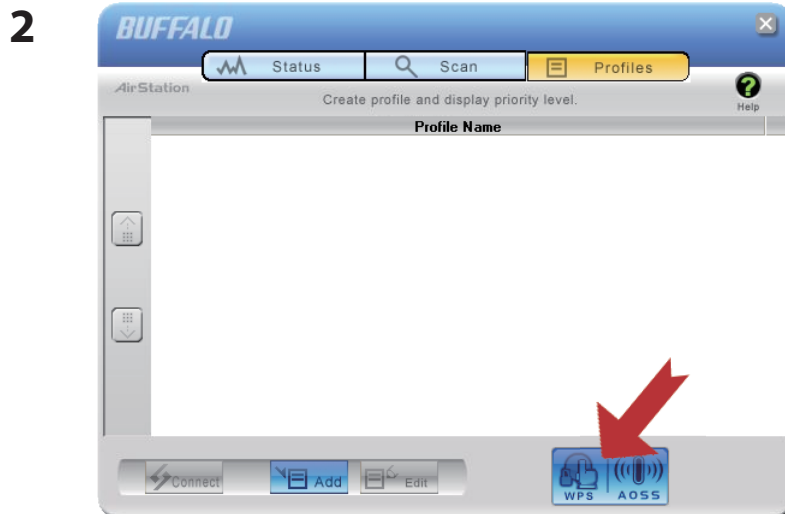 2
BUFFALO
Status Scan Profiles
AirStation
Create profile and display priority level.
Help
Profile Name
Connect Add Edit
WPS AOSS